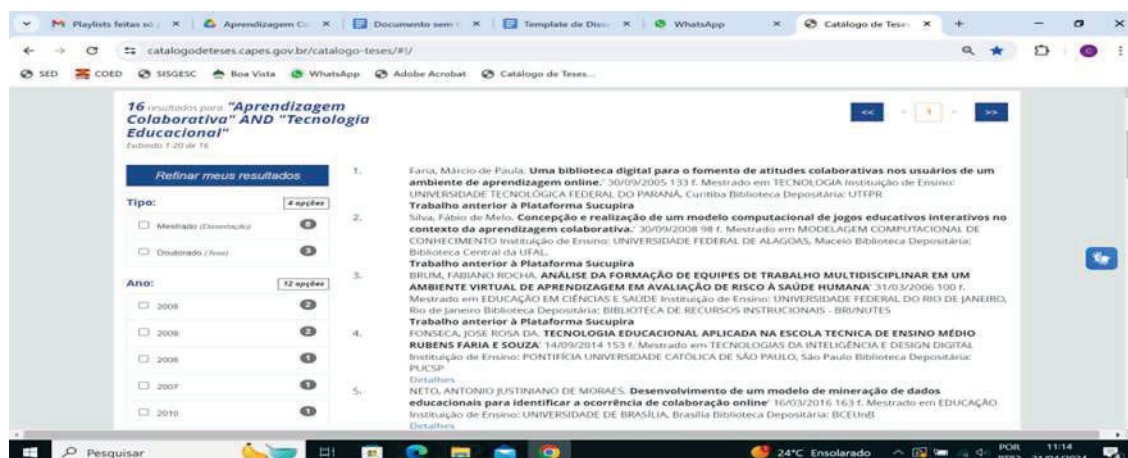 Playlists feitas só
Aprendizagem Co
Documento sem
Template de Diss
WhatsApp
Catálogo de Teses
catalogodeteses.capes.gov.br/catalogo-teses/#!/
SED
COED
SISGESC
Boa Vista
WhatsApp
Adobe Acrobat
Catálogo de Teses...
16 resultados para "Aprendizagem
Colaborativa" AND "Tecnologia
Educacional"
Exibindo 1-20 de 16
<<
1
>>
Refinar meus resultados
Tipo:
4 opções
Mestrado (Dissertação)
Doutorado (Tese)
3
Ano:
12 opções
2
2009
2
1
2007
1
2010
1
1.
Faria, Márcio de Paula. Uma biblioteca digital para o fomento de atitudes colaborativas nos usuários de um
ambiente de aprendizagem online.' 30/09/2005 133 f. Mestrado em TECNOLOGIA Instituição de Ensino:
UNIVERSIDADE TECNOLÓGICA FEDERAL DO PARANÁ, Curitiba Biblioteca Depositária: UTFPR
Trabalho anterior à Plataforma Sucupira
2.
Silva, Fábio de Melo. Concepção e realização de um modelo computacional de jogos educativos interativos no
contexto da aprendizagem colaborativa.' 30/09/2008 98 f. Mestrado em MODELAGEM COMPUTACIONAL DE
CONHECIMENTO Instituição de Ensino: UNIVERSIDADE FEDERAL DE ALAGOAS, Maceió Biblioteca Depositária:
Biblioteca Central da UFAL.
Trabalho anterior à Plataforma Sucupira
3.
BRUM, FABIANO ROCHA. ANÁLISE DA FORMAÇÃO DE EQUIPES DE TRABALHO MULTIDISCIPLINAR EM UM
AMBIENTE VIRTUAL DE APRENDIZAGEM EM AVALIAÇÃO DE RISCO À SAÚDE HUMANA' 31/03/2006 100 f.
Mestrado em EDUCAÇÃO EM CIÊNCIAS E SAÚDE Instituição de Ensino: UNIVERSIDADE FEDERAL DO RIO DE JANEIRO,
Rio de Janeiro Biblioteca Depositária: BIBLIOTECA DE RECURSOS INSTRUCIONAIS - BRI/NUTES
Trabalho anterior à Plataforma Sucupira
4.
FONSECA, JOSE ROSA DA. TECNOLOGIA EDUCACIONAL APLICADA NA ESCOLA TECNICA DE ENSINO MÉDIO
RUBENS FARIA E SOUZA' 14/09/2014 153 f. Mestrado em TECNOLOGIAS DA INTELIGÊNCIA E DESIGN DIGITAL
Instituição de Ensino: PONTIFÍCIA UNIVERSIDADE CATÓLICA DE SÃO PAULO, São Paulo Biblioteca Depositária:
PUCSP
Detalhes
5.
NETO, ANTONIO JUSTINIANO DE MORAES. Desenvolvimento de um modelo de mineração de dados
educacionais para identificar a ocorrência de colaboração online' 16/03/2016 163 f. Mestrado em EDUCAÇÃO
Instituição de Ensino: UNIVERSIDADE DE BRASÍLIA, Brasília Biblioteca Depositária: BCEUnB
Detalhes
Pesquisar
24°C Ensolarado
POR
11:14